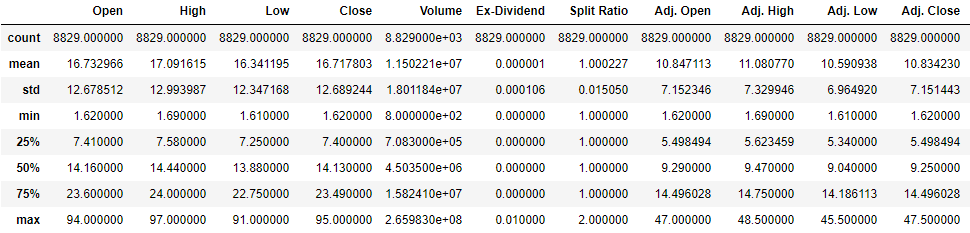 Open High Low Close Volume Ex-Dividend Split Ratio Adj. Open Adj. High Adj. Low Adj. Close
count 8829.000000 8829.000000 8829.000000 8829.000000 8.829000e+03 8829.000000 8829.000000 8829.000000 8829.000000 8829.000000 8829.000000
mean 16.732966 17.091615 16.341195 16.717803 1.150221e+07 0.000001 1.000227 10.847113 11.080770 10.590938 10.834230
std 12.678512 12.993987 12.347168 12.689244 1.801184e+07 0.000106 0.015050 7.152346 7.329946 6.964920 7.151443
min 1.620000 1.690000 1.610000 1.620000 8.000000e+02 0.000000 1.000000 1.620000 1.690000 1.610000 1.620000
25% 7.410000 7.580000 7.250000 7.400000 7.083000e+05 0.000000 1.000000 5.498494 5.623459 5.340000 5.498494
50% 14.160000 14.440000 13.880000 14.130000 4.503500e+06 0.000000 1.000000 9.290000 9.470000 9.040000 9.250000
75% 23.600000 24.000000 22.750000 23.490000 1.582410e+07 0.000000 1.000000 14.496028 14.750000 14.186113 14.496028
max 94.000000 97.000000 91.000000 95.000000 2.659830e+08 0.010000 2.000000 47.000000 48.500000 45.500000 47.500000